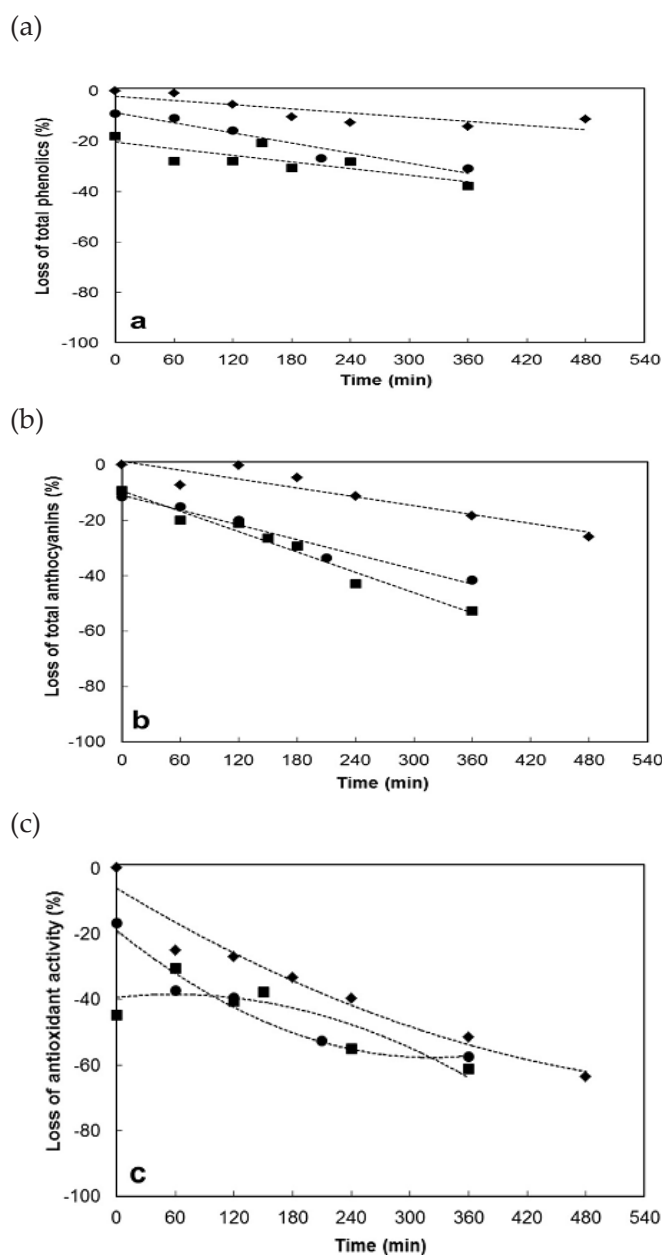 (a)
Loss of total phenolics (%)
0
-20
-40
-60
-80
-100
a
0 60 120 180 240 300 360 420 480 540
Time (min)
(b)
Loss of total anthocyanins (%)
0
-20
-40
-60
-80
-100
b
0 60 120 180 240 300 360 420 480 540
Time (min)
(c)
Loss of antioxidant activity (%)
0
-20
-40
-60
-80
-100
c
0 60 120 180 240 300 360 420 480 540
Time (min)